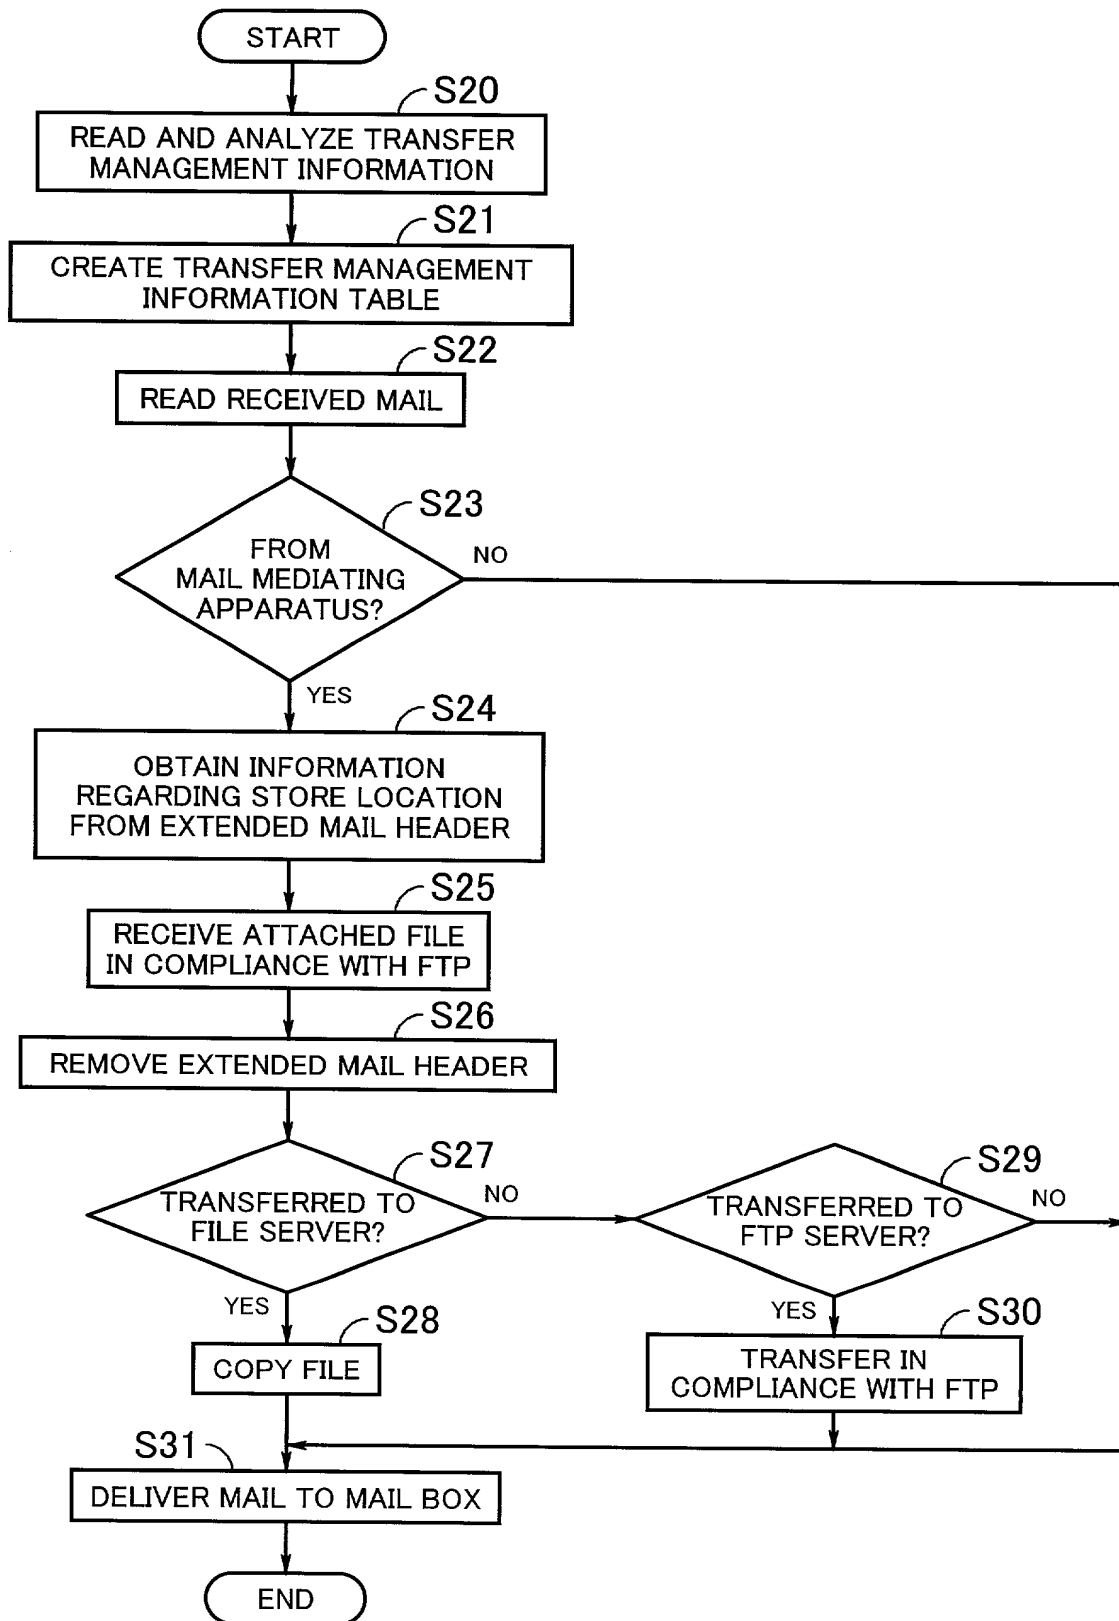 START
S20
READ AND ANALYZE TRANSFER
MANAGEMENT INFORMATION
S21
CREATE TRANSFER MANAGEMENT
INFORMATION TABLE
S22
READ RECEIVED MAIL
S23
FROM
MAIL MEDIATING
APPARATUS?
NO
YES
S24
OBTAIN INFORMATION
REGARDING STORE LOCATION
FROM EXTENDED MAIL HEADER
S25
RECEIVE ATTACHED FILE
IN COMPLIANCE WITH FTP
S26
REMOVE EXTENDED MAIL HEADER
S27
TRANSFERRED TO
FILE SERVER?
NO
YES
S29
TRANSFERRED TO
FTP SERVER?
NO
YES
S28
COPY FILE
S30
TRANSFER IN
COMPLIANCE WITH FTP
S31
DELIVER MAIL TO MAIL BOX
END